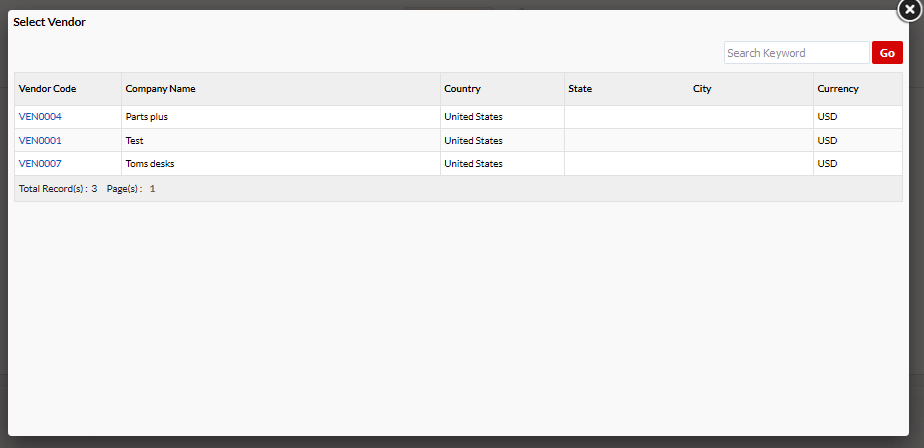 Select Vendor
Search Keyword Go
Vendor Code Company Name Country State City Currency
VEN0004 Parts plus United States USD
VEN0001 Test United States USD
VEN0007 Toms desks United States USD
Total Record(s) : 3 Page(s) : 1